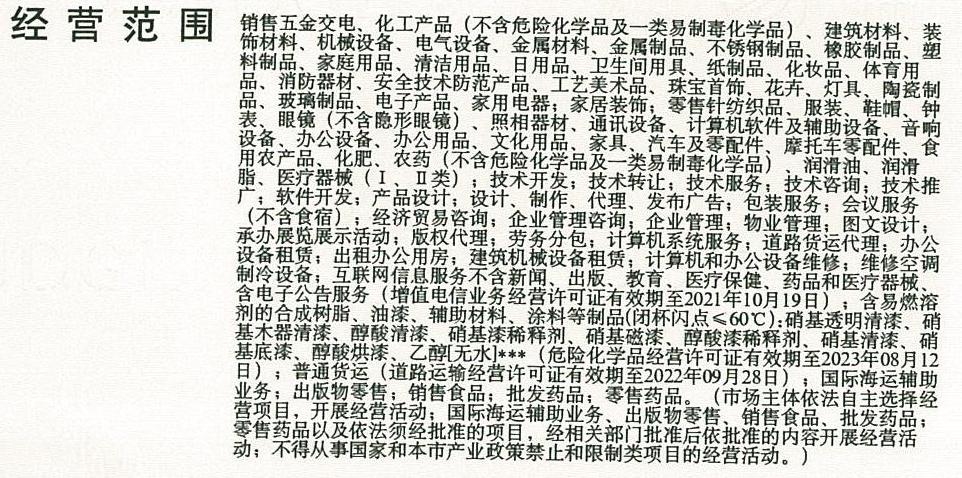 经营范围
销售五金交电、化工产品（不含危险化学品及一类易制毒化学品）、建筑材料、装
饰材料、机械设备、电气设备、金属材料、金属制品、不锈钢制品、橡胶制品、塑
料制品、家庭用品、清洁用品、日用品、卫生间用具、纸制品、化妆品、体育用
品、消防器材、安全技术防范产品、工艺美术品、珠宝首饰、花卉、灯具、陶瓷制
品、玻璃制品、电子产品、家用电器；家居装饰；零售针纺织品、服装、鞋帽、钟
表、眼镜（不含隐形眼镜）、照相器材、通讯设备、计算机软件及辅助设备、音响
设备、办公设备、办公用品、文化用品、家具、汽车及零配件、摩托车零配件、食
用农产品、化肥、农药（不含危险化学品及一类易制毒化学品）、润滑油、润滑
脂、医疗器械（Ⅰ、Ⅱ类）；技术开发；技术转让；技术服务；技术咨询；技术推
广；软件开发；产品设计；设计、制作、代理、发布广告；包装服务；会议服务
（不含食宿）；经济贸易咨询；企业管理咨询；企业管理；物业管理；图文设计；
承办展览展示活动；版权代理；劳务分包；计算机系统服务；道路货运代理；办公
设备租赁；出租办公用房；建筑机械设备租赁；计算机和办公设备维修；维修空调
制冷设备；互联网信息服务不含新闻、出版、教育、医疗保健、药品和医疗器械、
含电子公告服务（增值电信业务经营许可证有效期至2021年10月19日）；含易燃溶
剂的合成树脂、油漆、辅助材料、涂料等制品(闭杯闪点≤60℃);硝基透明清漆、硝
基木器清漆、醇酸清漆、硝基漆稀释剂、硝基磁漆、醇酸漆稀释剂、硝基清漆、硝
基底漆、醇酸烘漆、乙醇[无水]***（危险化学品经营许可证有效期至2023年08月12
日）；普通货运（道路运输经营许可证有效期至2022年09月28日）；国际海运辅助
业务；出版物零售；销售食品；批发药品；零售药品。（市场主体依法自主选择经
营项目，开展经营活动；国际海运辅助业务、出版物零售、销售食品、批发药品；
零售药品以及依法须经批准的项目，经相关部门批准后依批准的内容开展经营活
动；不得从事国家和本市产业政策禁止和限制类项目的经营活动。）